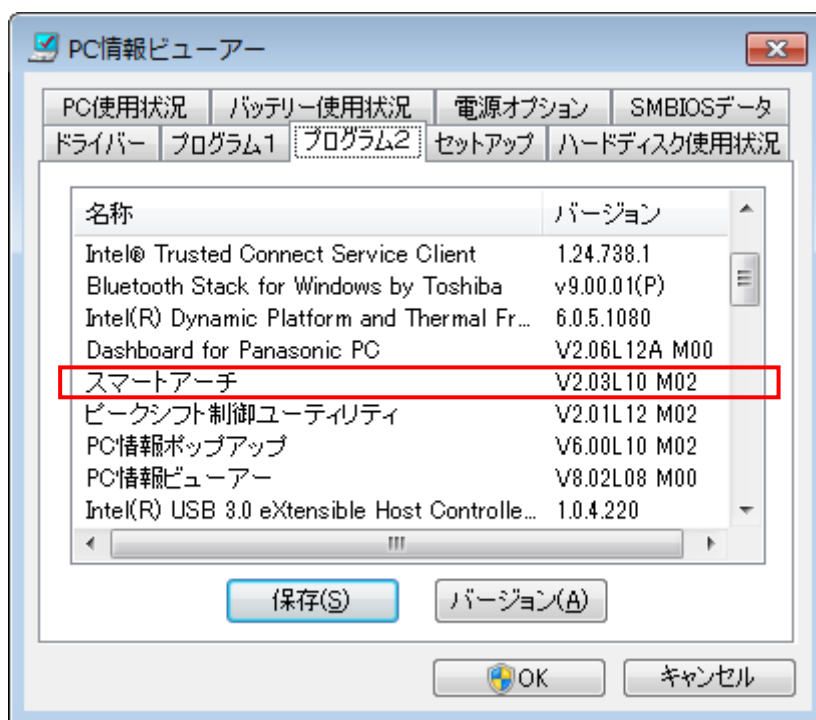 PC情報ビューアー
PC使用状況 バッテリー使用状況 電源オプション SMBIOSデータ
ドライバー プログラム1 プログラム2 セットアップ ハードディスク使用状況
名称 バージョン
Intel® Trusted Connect Service Client 1.24.738.1
Bluetooth Stack for Windows by Toshiba v9.00.01(P)
Intel(R) Dynamic Platform and Thermal Fr... 6.0.5.1080
Dashboard for Panasonic PC V2.06L12A M00
スマートアーチ V2.03L10 M02
ピークシフト制御ユーティリティ V2.01L12 M02
PC情報ポップアップ V6.00L10 M02
PC情報ビューアー V8.02L08 M00
Intel(R) USB 3.0 eXtensible Host Controlle... 1.0.4.220
保存(S) バージョン(A)
OK キャンセル